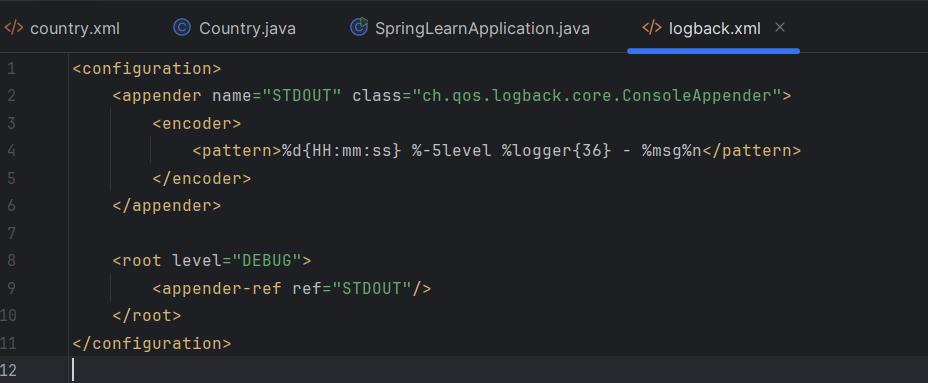 country.xml Country.java SpringLearnApplication.java logback.xml
1 <configuration>
2     <appender name="STDOUT" class="ch.qos.logback.core.ConsoleAppender">
3         <encoder>
4             <pattern>%d{HH:mm:ss} %-5level %logger{36} - %msg%n</pattern>
5         </encoder>
6     </appender>
7
8     <root level="DEBUG">
9         <appender-ref ref="STDOUT"/>
10     </root>
11 </configuration>
12